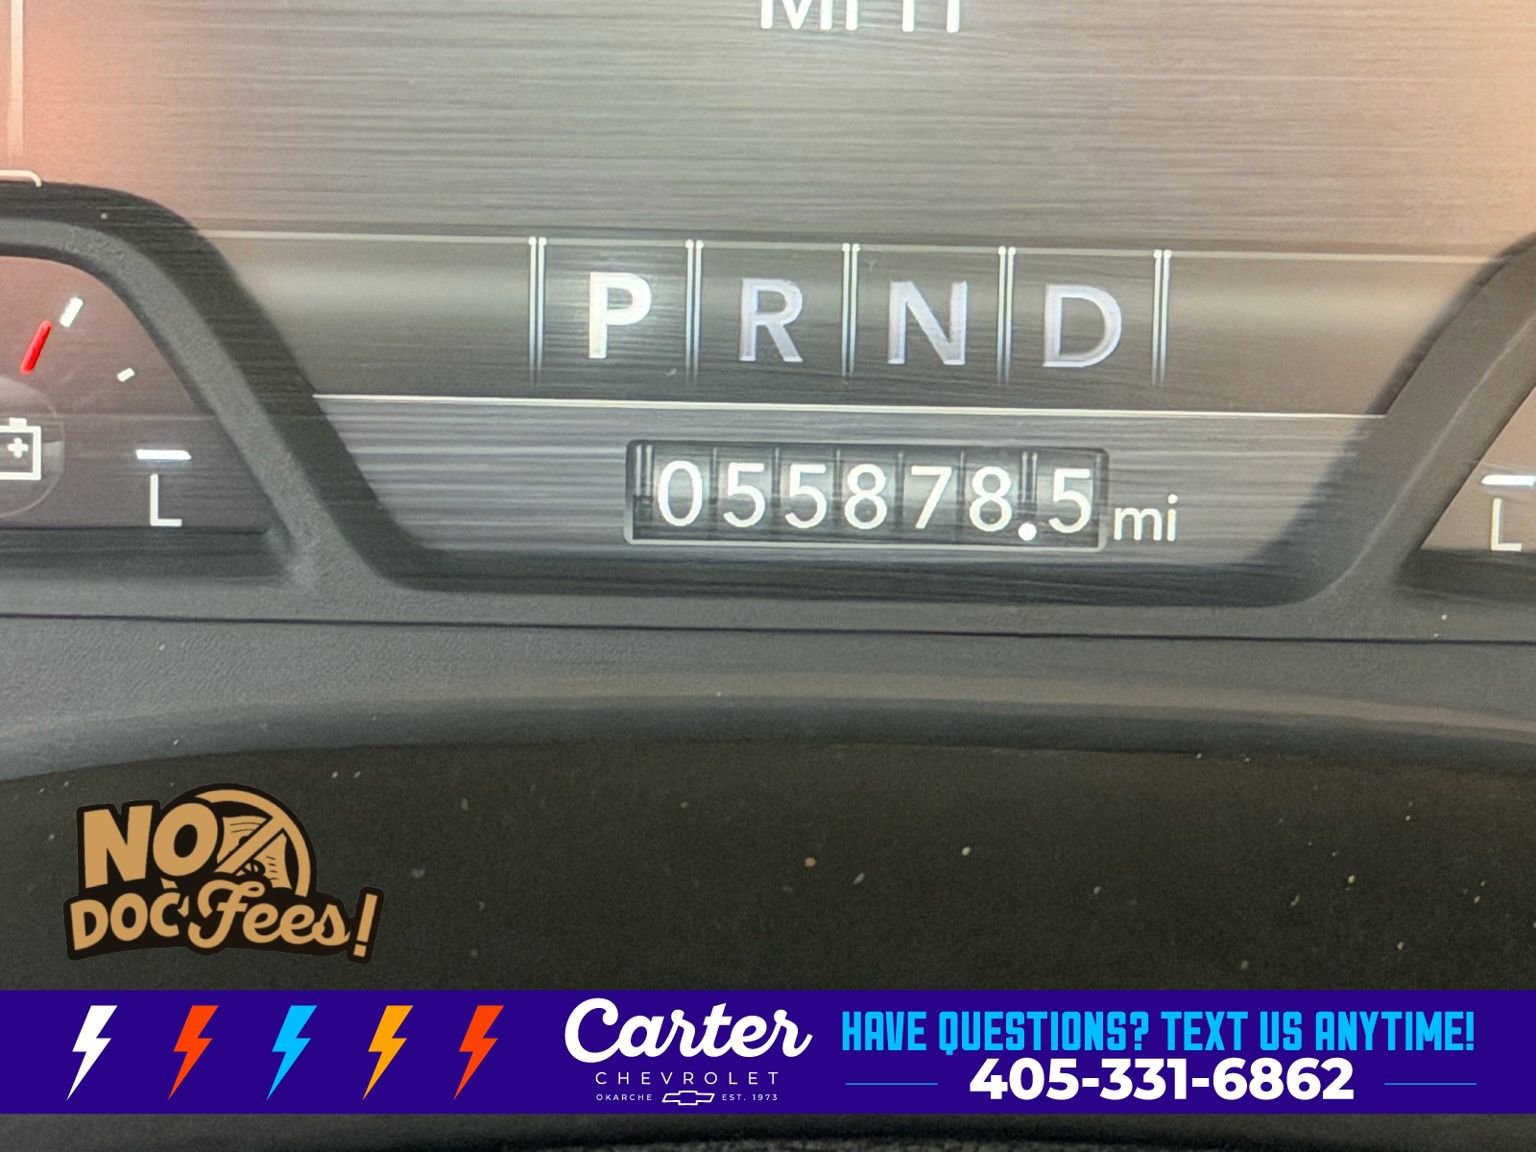 MPH
P R N D
055878.5 mi
L
L
NO
DOC Fees!
Carter
CHEVROLET
OKARCHE EST. 1973
HAVE QUESTIONS? TEXT US ANYTIME!
405-331-6862